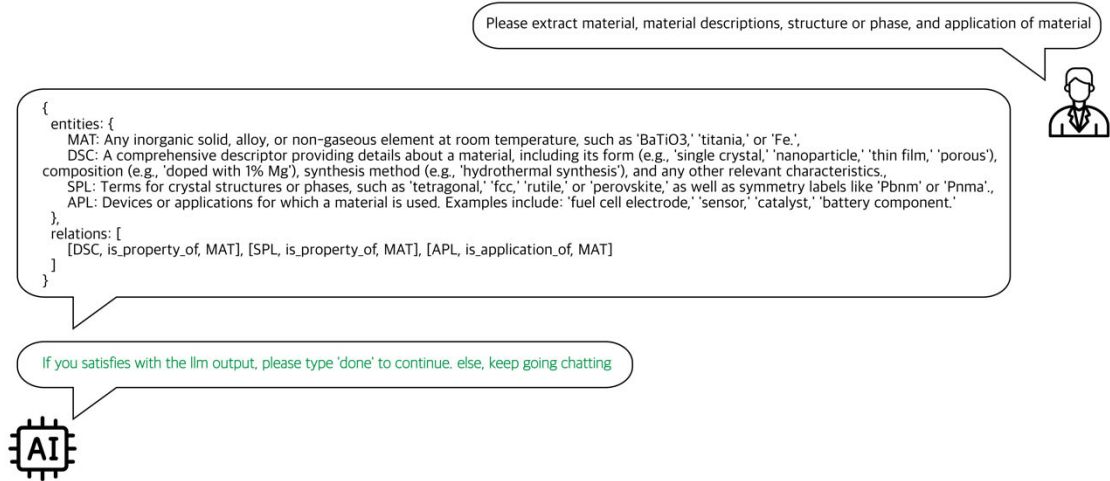 Please extract material, material descriptions, structure or phase, and application of material
{
entities: {
MAT: Any inorganic solid, alloy, or non-gaseous element at room temperature, such as 'BaTiO3,' 'titania,' or 'Fe.',
DSC: A comprehensive descriptor providing details about a material, including its form (e.g., 'single crystal,' 'nanoparticle,' 'thin film,' 'porous'),
composition (e.g., 'doped with 1% Mg'), synthesis method (e.g., 'hydrothermal synthesis'), and any other relevant characteristics.,
SPL: Terms for crystal structures or phases, such as 'tetragonal,' 'fcc,' 'rutile,' or 'perovskite,' as well as symmetry labels like 'Pbnm' or 'Pnma'.,
APL: Devices or applications for which a material is used. Examples include: 'fuel cell electrode,' 'sensor,' 'catalyst,' 'battery component.'
},
relations: [
[DSC, is_property_of, MAT], [SPL, is_property_of, MAT], [APL, is_application_of, MAT]
]
}
If you satisfies with the llm output, please type 'done' to continue. else, keep going chatting
AI